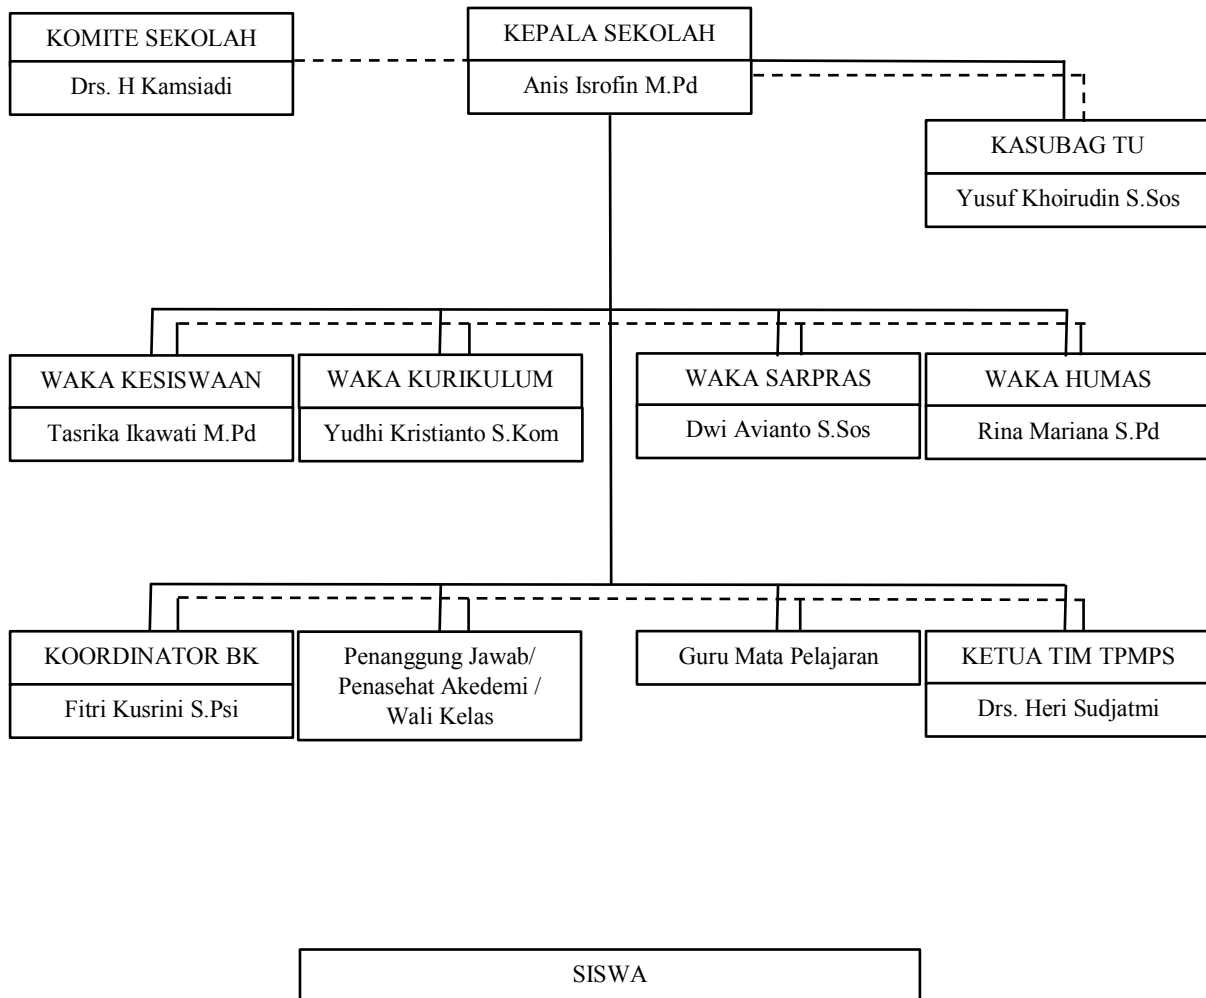 KOMITE SEKOLAH
Drs. H Kamsiadi
KEPALA SEKOLAH
Anis Isrofin M.Pd
KASUBAG TU
Yusuf Khoirudin S.Sos
WAKA KESISWAAN
Tasrika Ikawati M.Pd
WAKA KURIKULUM
Yudhi Kristianto S.Kom
WAKA SARPRAS
Dwi Avianto S.Sos
WAKA HUMAS
Rina Mariana S.Pd
KOORDINATOR BK
Fitri Kusrini S.Psi
Penanggung Jawab/
Penasehat Akedemi /
Wali Kelas
Guru Mata Pelajaran
KETUA TIM TPMPS
Drs. Heri Sudjatmi
SISWA